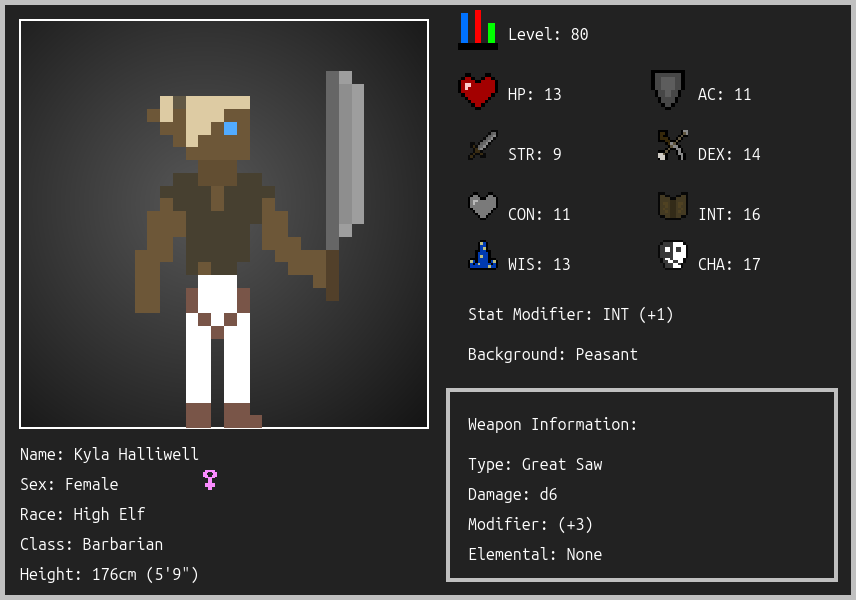 Level: 80
HP: 13
AC: 11
STR: 9
DEX: 14
CON: 11
INT: 16
WIS: 13
CHA: 17
Stat Modifier: INT (+1)
Background: Peasant
Weapon Information:
Type: Great Saw
Damage: d6
Modifier: (+3)
Elemental: None
Name: Kyla Halliwell
Sex: Female
Race: High Elf
Class: Barbarian
Height: 176cm (5'9")